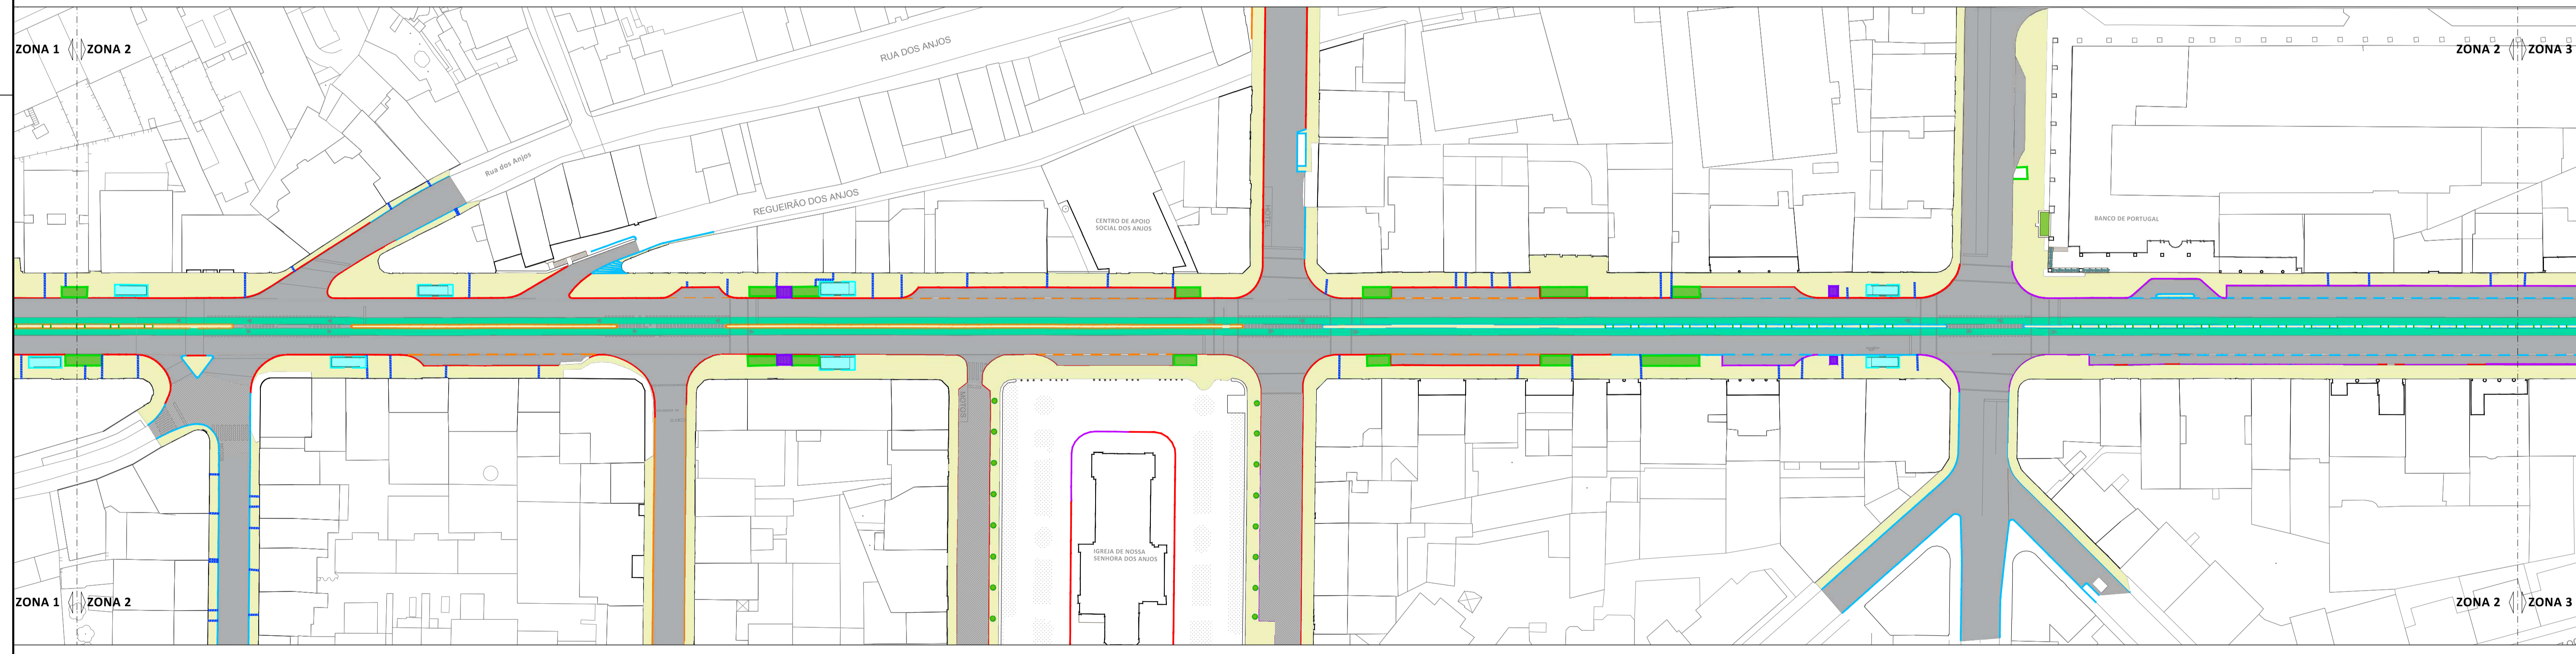 ZONA 1 ZONA 2
ZONA 2 ZONA 3
RUA DOS ANJOS
Rua dos Anjos
REGUEIRÃO DOS ANJOS
CENTRO DE APOIO
SOCIAL DOS ANJOS
HOTEL
BANCO DE PORTUGAL
MOTOS
IGREJA DE NOSSA
SENHORA DOS ANJOS
ZONA 1 ZONA 2
ZONA 2 ZONA 3